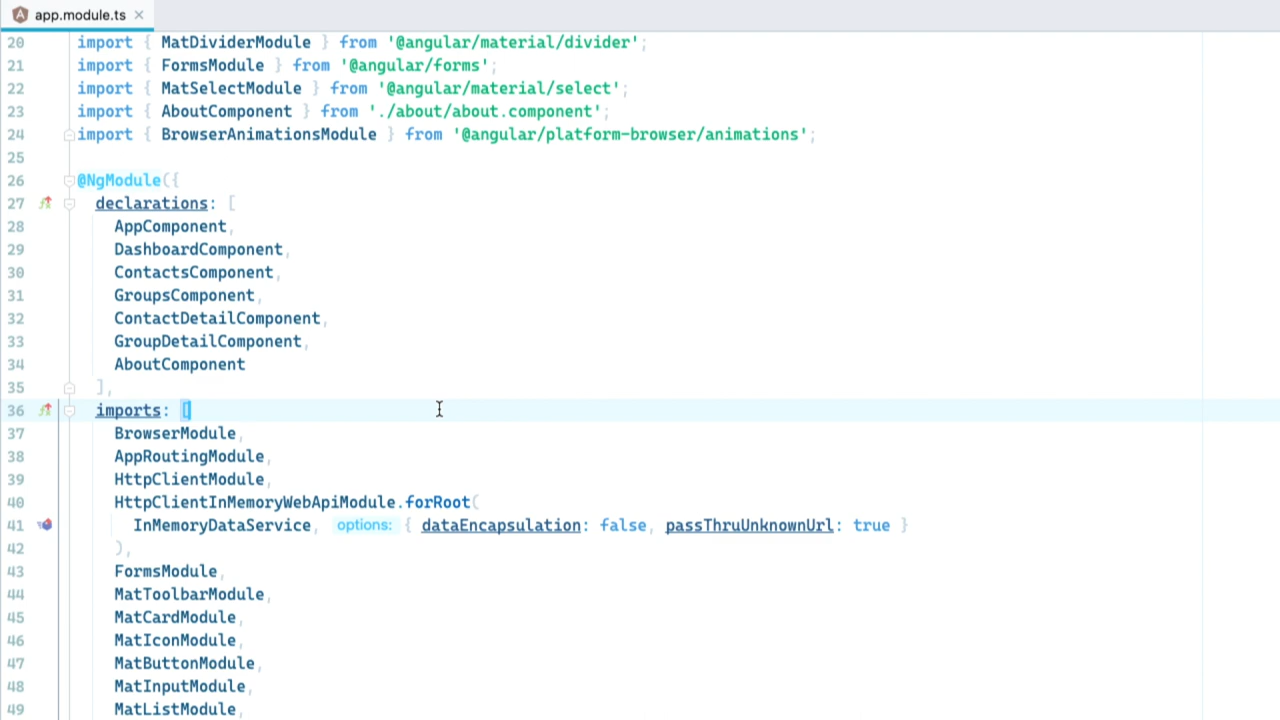 app.module.ts
20 import { MatDividerModule } from '@angular/material/divider';
21 import { FormsModule } from '@angular/forms';
22 import { MatSelectModule } from '@angular/material/select';
23 import { AboutComponent } from './about/about.component';
24 import { BrowserAnimationsModule } from '@angular/platform-browser/animations';
25
26 @NgModule({
27 declarations: [
28 AppComponent,
29 DashboardComponent,
30 ContactsComponent,
31 GroupsComponent,
32 ContactDetailComponent,
33 GroupDetailComponent,
34 AboutComponent
35 ],
36 imports: [
37 BrowserModule,
38 AppRoutingModule,
39 HttpClientModule,
40 HttpClientInMemoryWebApiModule.forRoot(
41 InMemoryDataService, options: { dataEncapsulation: false, passThruUnknownUrl: true }
42 ),
43 FormsModule,
44 MatToolbarModule,
45 MatCardModule,
46 MatIconModule,
47 MatButtonModule,
48 MatInputModule,
49 MatListModule,